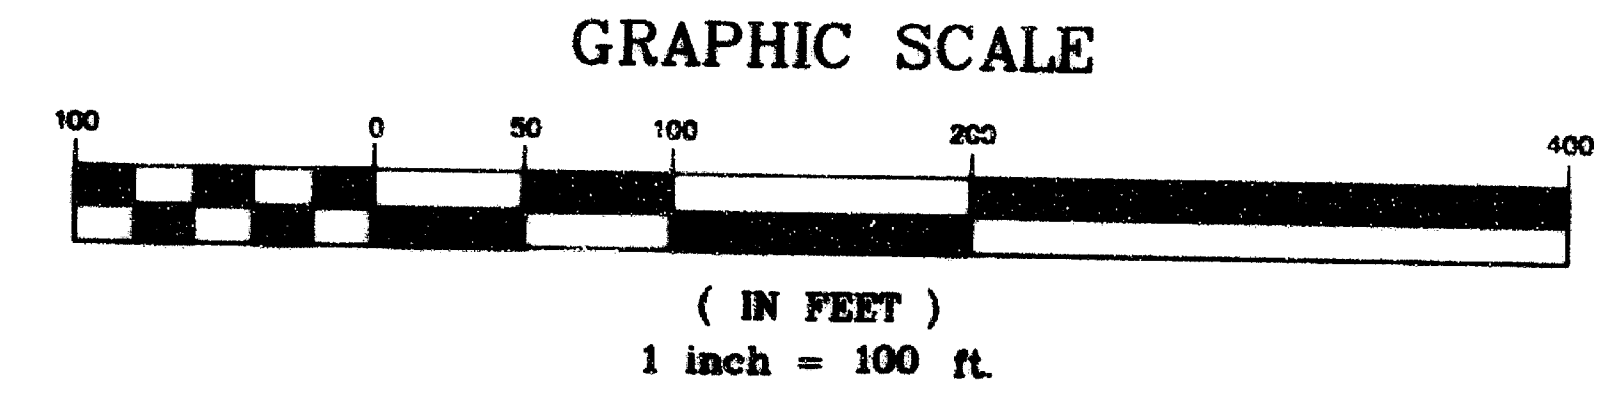 GRAPHIC SCALE
100 0 50 100 200 400
( IN FEET )
1 inch = 100 ft.